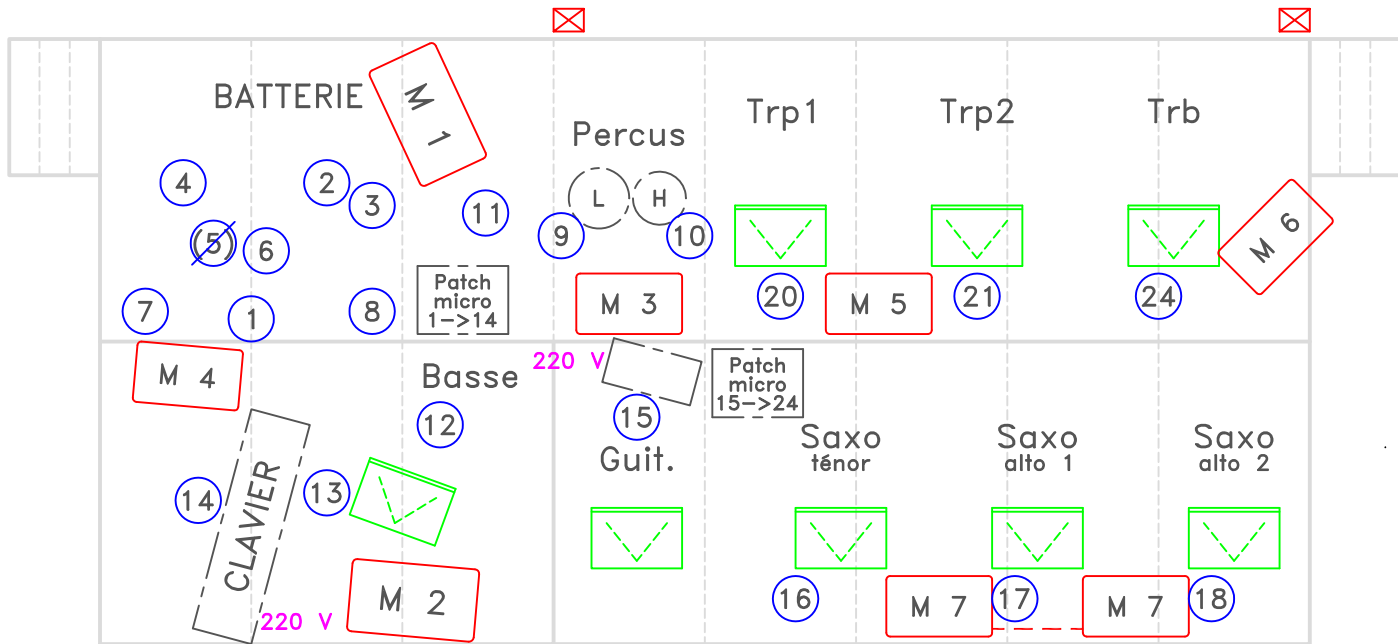 BATTERIE
M 1
Percus
Trp1
Trp2
Trb
4
2
3
11
L
H
(5)
6
9
10
M 6
7
1
8
Patch
micro
1->14
M 3
20
M 5
21
24
M 4
Basse
220 V
Patch
micro
15->24
12
15
Guit.
Saxo
ténor
Saxo
alto 1
Saxo
alto 2
14
CLAVIER
13
M 2
220 V
16
M 7
17
M 7
18